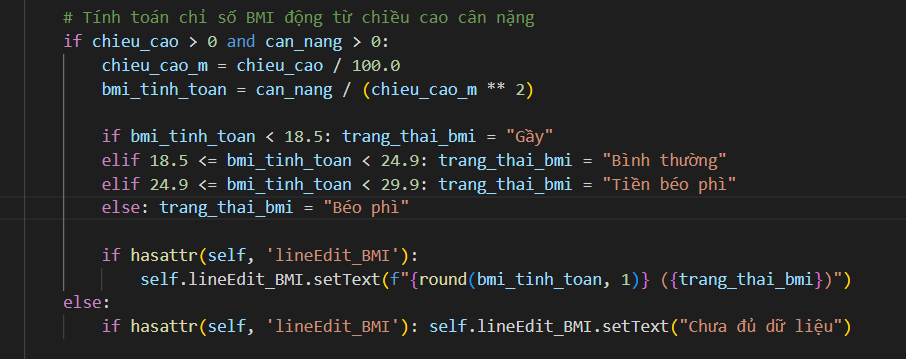 # Tính toán chỉ số BMI động từ chiều cao cân nặng
if chieu_cao > 0 and can_nang > 0:
    chieu_cao_m = chieu_cao / 100.0
    bmi_tinh_toan = can_nang / (chieu_cao_m ** 2)

    if bmi_tinh_toan < 18.5: trang_thai_bmi = "Gầy"
    elif 18.5 <= bmi_tinh_toan < 24.9: trang_thai_bmi = "Bình thường"
    elif 24.9 <= bmi_tinh_toan < 29.9: trang_thai_bmi = "Tiền béo phì"
    else: trang_thai_bmi = "Béo phì"

    if hasattr(self, 'lineEdit_BMI'):
        self.lineEdit_BMI.setText(f"{round(bmi_tinh_toan, 1)} ({trang_thai_bmi})")
else:
    if hasattr(self, 'lineEdit_BMI'): self.lineEdit_BMI.setText("Chưa đủ dữ liệu")